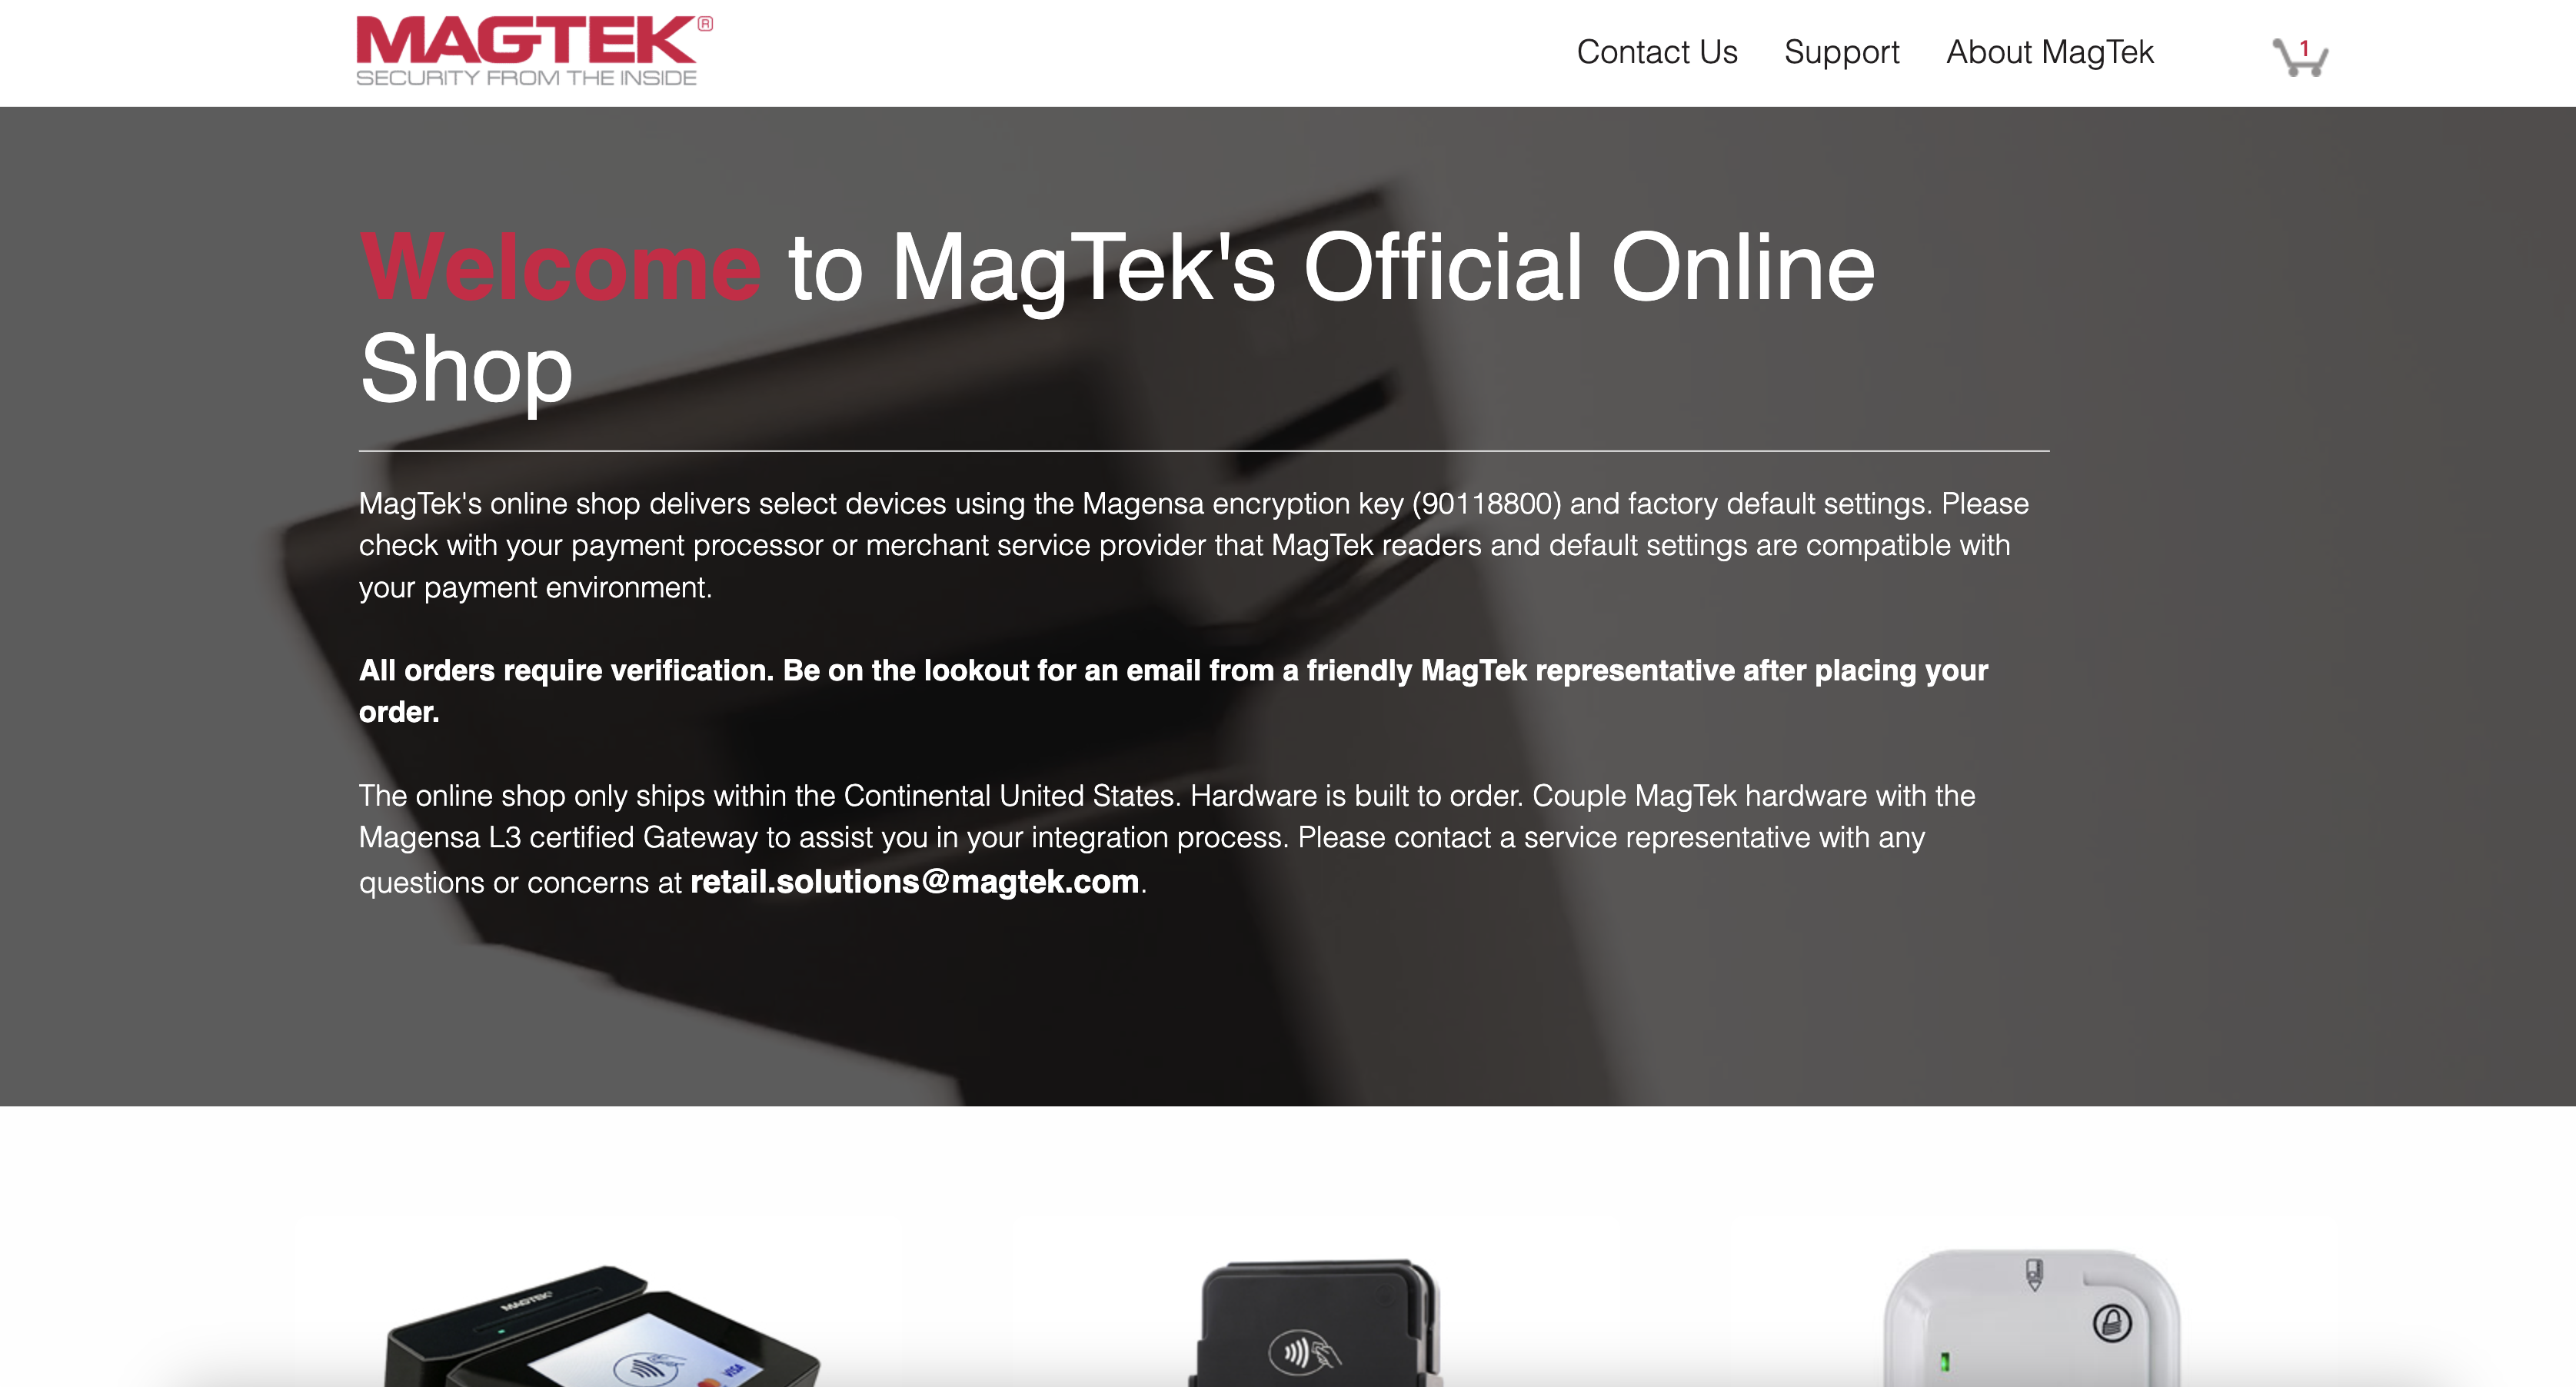 MAGTEK®
SECURITY FROM THE INSIDE
Contact Us
Support
About MagTek
1
Welcome to MagTek's Official Online
Shop
MagTek's online shop delivers select devices using the Magensa encryption key (90118800) and factory default settings. Please
check with your payment processor or merchant service provider that MagTek readers and default settings are compatible with
your payment environment.
All orders require verification. Be on the lookout for an email from a friendly MagTek representative after placing your
order.
The online shop only ships within the Continental United States. Hardware is built to order. Couple MagTek hardware with the
Magensa L3 certified Gateway to assist you in your integration process. Please contact a service representative with any
questions or concerns at retail.solutions@magtek.com.
MAGTEK
VISA